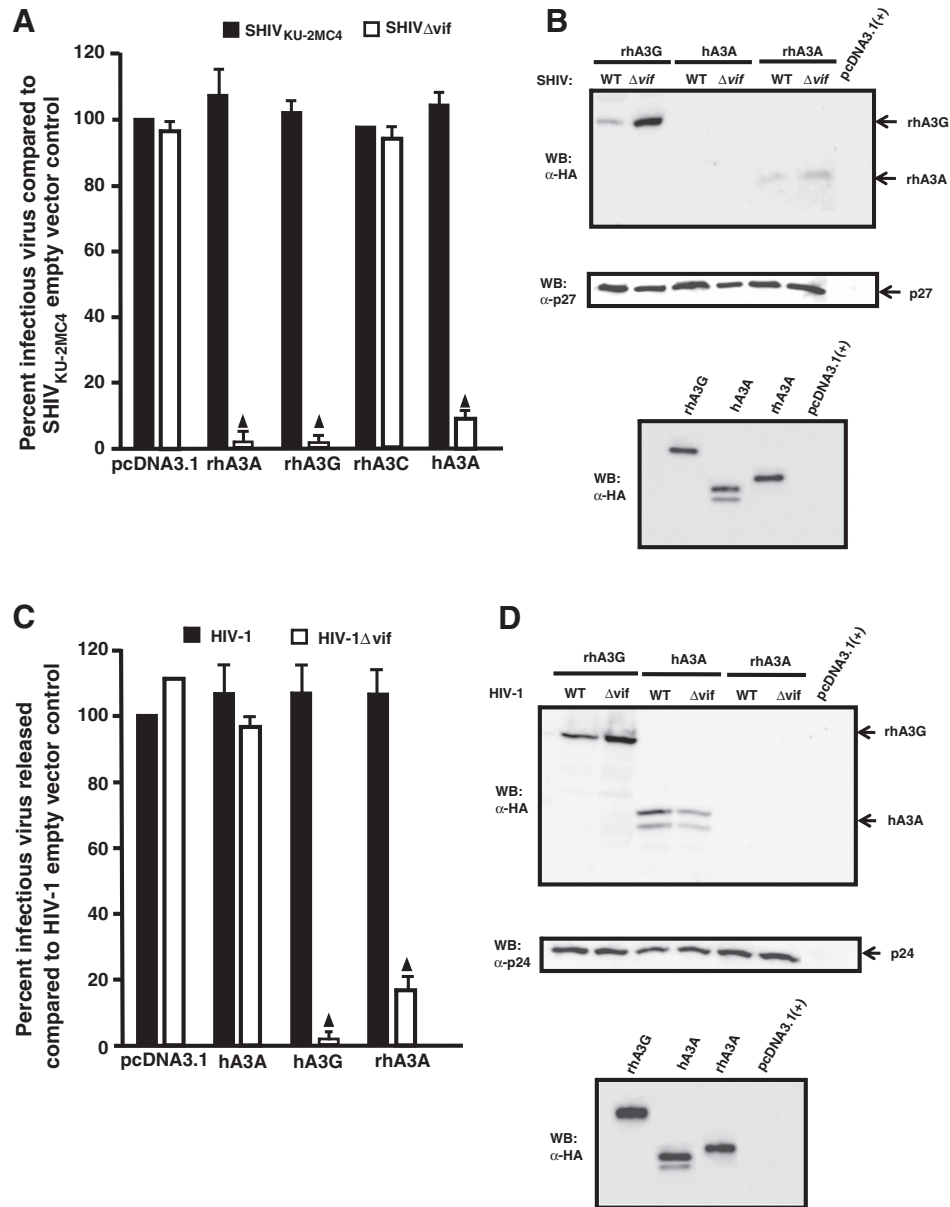 A
SHIVKU-2MC4 SHIVΔvif
Percent infectious virus compared to
SHIVKU-2MC4 empty vector control
120
100
80
60
40
20
0
pcDNA3.1 rhA3A rhA3G rhA3C hA3A
B
rhA3G hA3A rhA3A pcDNA3.1(+)
SHIV: WT Δvif WT Δvif WT Δvif
WB:
α-HA
rhA3G
rhA3A
WB:
α-p27
p27
rhA3G hA3A rhA3A pcDNA3.1(+)
WB:
α-HA
C
HIV-1 HIV-1Δvif
Percent infectious virus released
compared to HIV-1 empty vector control
120
100
80
60
40
20
0
pcDNA3.1 hA3A hA3G rhA3A
D
rhA3G hA3A rhA3A pcDNA3.1(+)
HIV-1 WT Δvif WT Δvif WT Δvif
WB:
α-HA
rhA3G
hA3A
WB:
α-p24
p24
rhA3G hA3A rhA3A pcDNA3.1(+)
WB:
α-HA